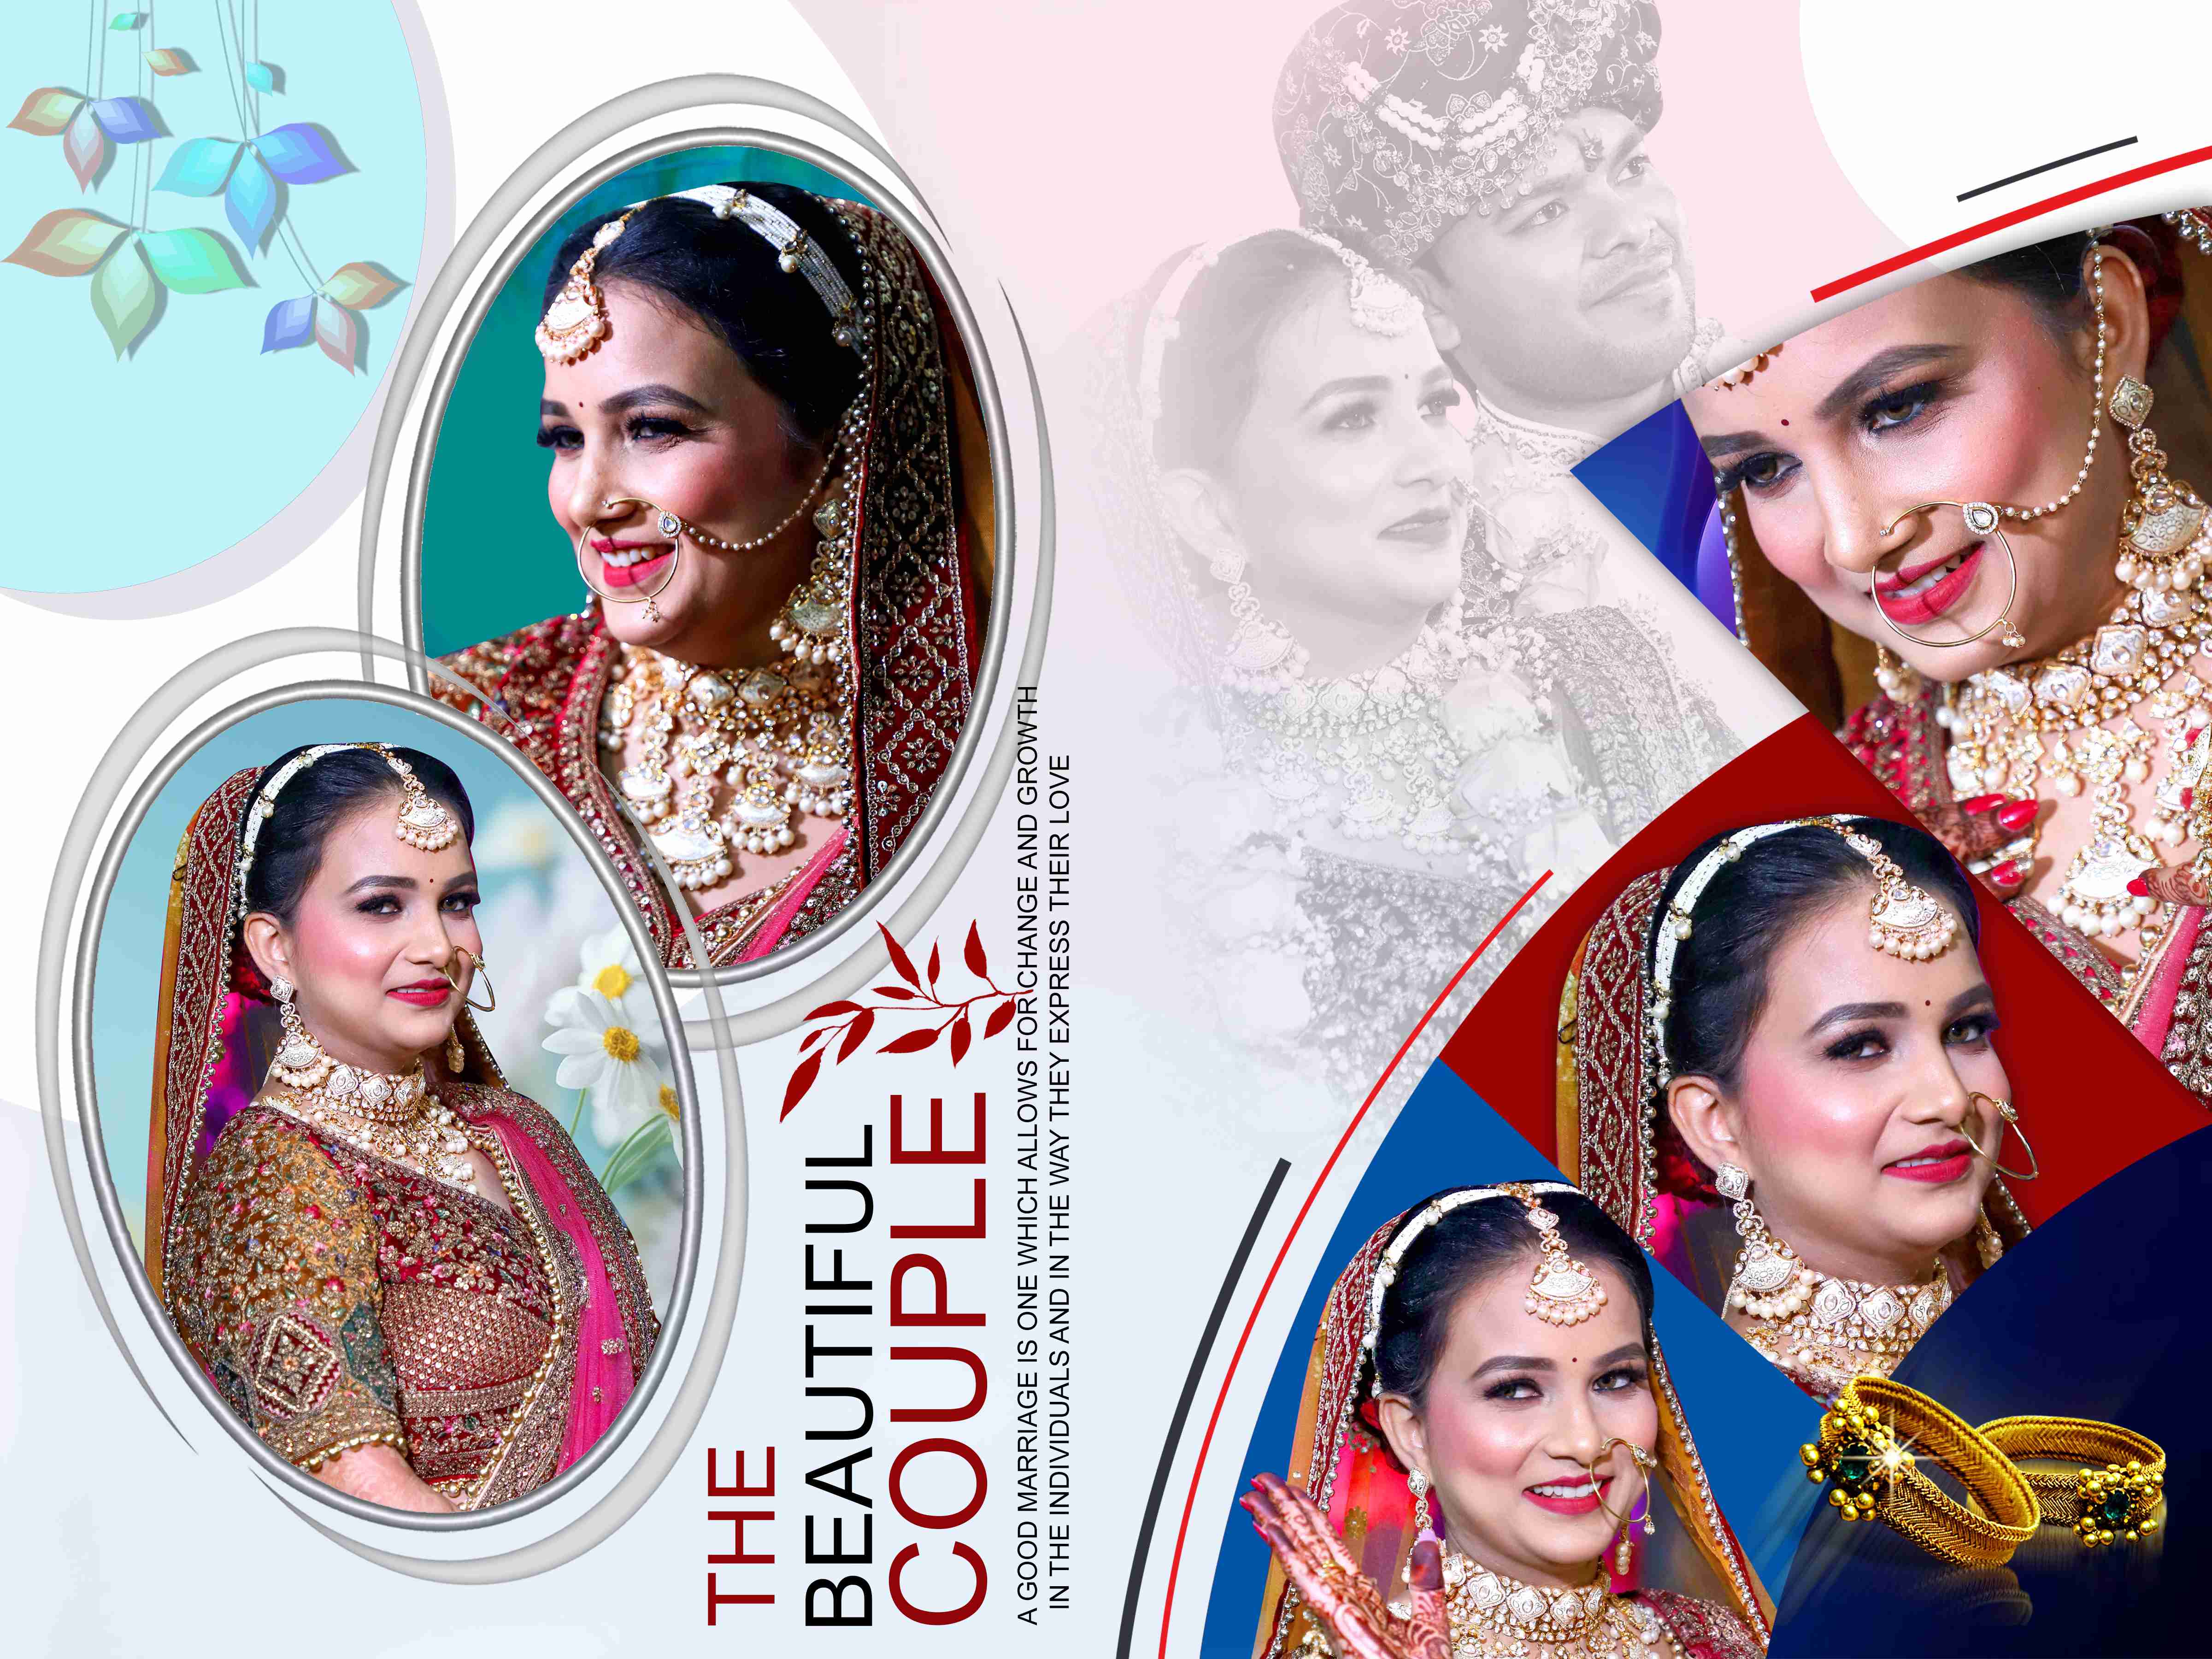 THE
BEAUTIFUL
COUPLE
A GOOD MARRIAGE IS ONE WHICH ALLOWS FOR CHANGE AND GROWTH
IN THE INDIVIDUALS AND IN THE WAY THEY EXPRESS THEIR LOVE